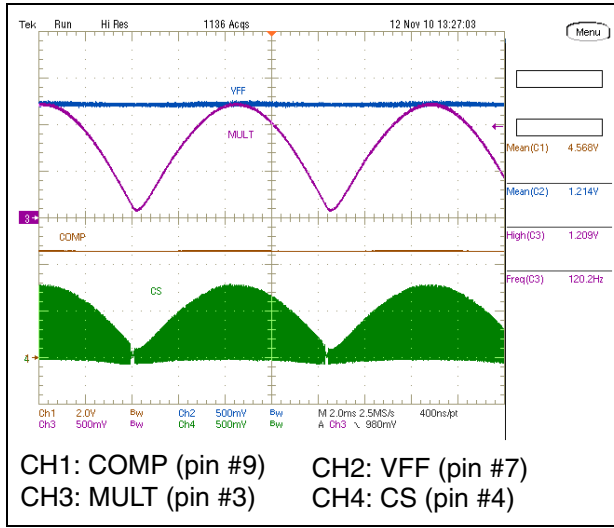 Tek Run Hi Res 1136 Acqs 12 Nov 10 13:27:03
Menu
VFF
MULT
Mean(C1) 4.568V
Mean(C2) 1.214V
3
High(C3) 1.209V
COMP
Freq(C3) 120.2Hz
CS
4
Ch1 2.0V Bw Ch2 500mV Bw M 2.0ms 2.5MS/s 400ns/pt
Ch3 500mV Bw Ch4 500mV Bw A Ch3 \ 980mV
CH1: COMP (pin #9) CH2: VFF (pin #7)
CH3: MULT (pin #3) CH4: CS (pin #4)